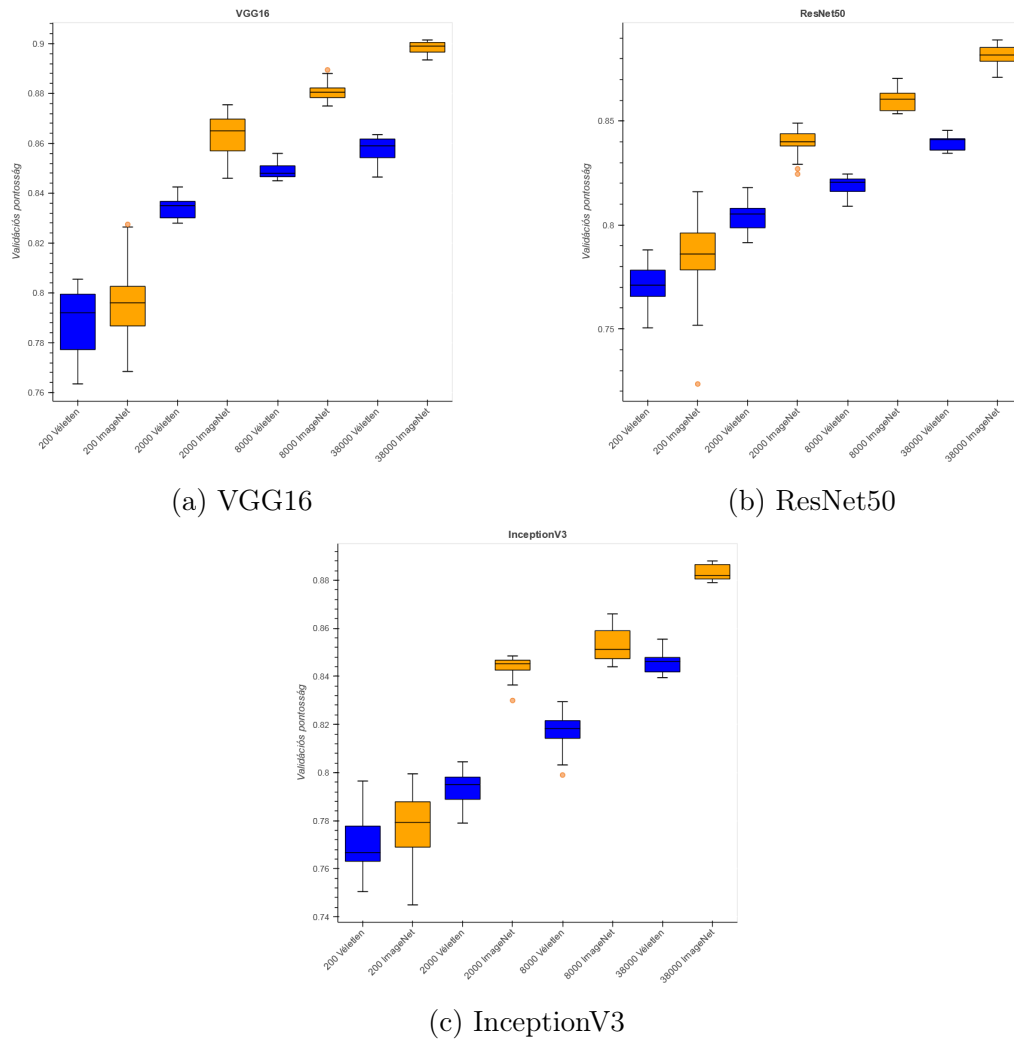 VGG16
Validációs pontosság
0.9
0.88
0.86
0.84
0.82
0.8
0.78
0.76
200 Véletlen
200 ImageNet
2000 Véletlen
2000 ImageNet
8000 Véletlen
8000 ImageNet
38000 Véletlen
38000 ImageNet
(a) VGG16
ResNet50
Validációs pontosság
0.85
0.8
0.75
200 Véletlen
200 ImageNet
2000 Véletlen
2000 ImageNet
8000 Véletlen
8000 ImageNet
38000 Véletlen
38000 ImageNet
(b) ResNet50
InceptionV3
Validációs pontosság
0.88
0.86
0.84
0.82
0.8
0.78
0.76
0.74
200 Véletlen
200 ImageNet
2000 Véletlen
2000 ImageNet
8000 Véletlen
8000 ImageNet
38000 Véletlen
38000 ImageNet
(c) InceptionV3